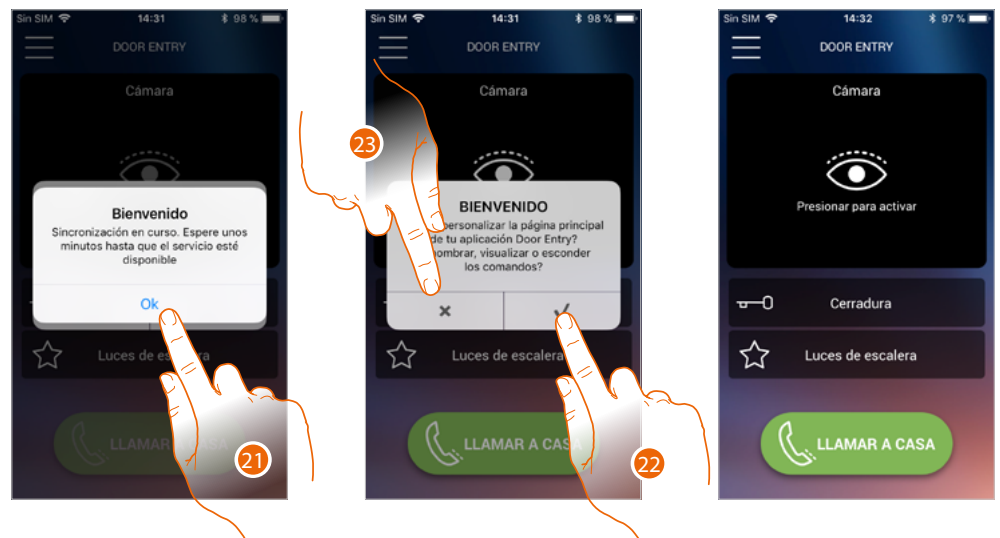 Sin SIM 14:31 98 %
DOOR ENTRY
Cámara
Bienvenido
Sincronización en curso. Espere unos
minutos hasta que el servicio esté
disponible
Ok
Luces de
LLAMAR A CASA
21
Sin SIM 14:31 98 %
DOOR ENTRY
Cámara
23
BIENVENIDO
personalizar la página principal
de tu aplicación Door Entry?
los comandos?
visualizar o esconder
Luces de escalera
LLAMAR A CASA
22
Sin SIM 14:32 97 %
DOOR ENTRY
Cámara
Presionar para activar
Cerradura
Luces de escalera
LLAMAR A CASA